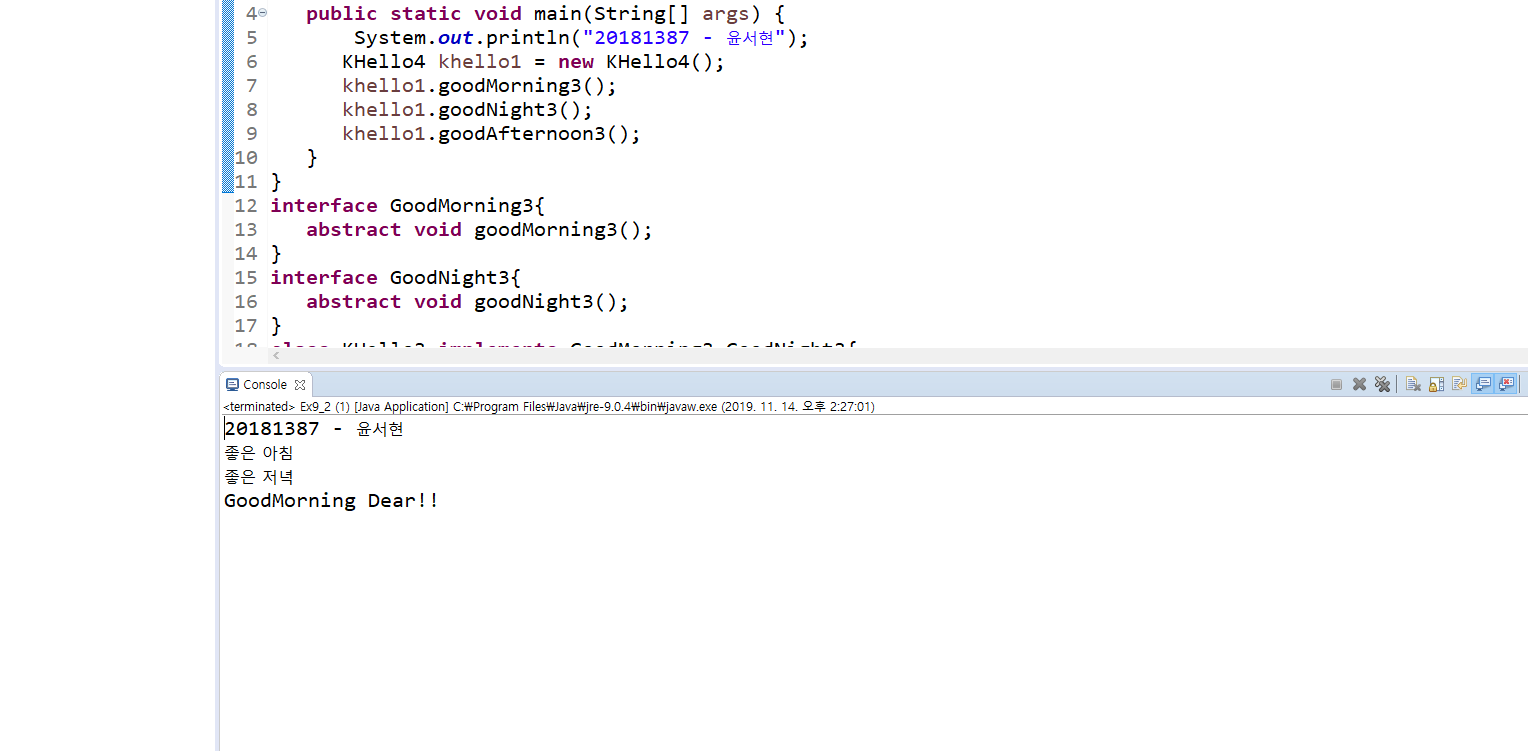 4 public static void main(String[] args) {
5 System.out.println("20181387 - 윤서현");
6 KHello4 khello1 = new KHello4();
7 khello1.goodMorning3();
8 khello1.goodNight3();
9 khello1.goodAfternoon3();
10 }
11 }
12 interface GoodMorning3{
13 abstract void goodMorning3();
14 }
15 interface GoodNight3{
16 abstract void goodNight3();
17 }
Console
<terminated> Ex9_2 (1) [Java Application] C:₩Program Files₩Java₩jre-9.0.4₩bin₩javaw.exe (2019. 11. 14. 오후 2:27:01)
20181387 - 윤서현
좋은 아침
좋은 저녁
GoodMorning Dear!!